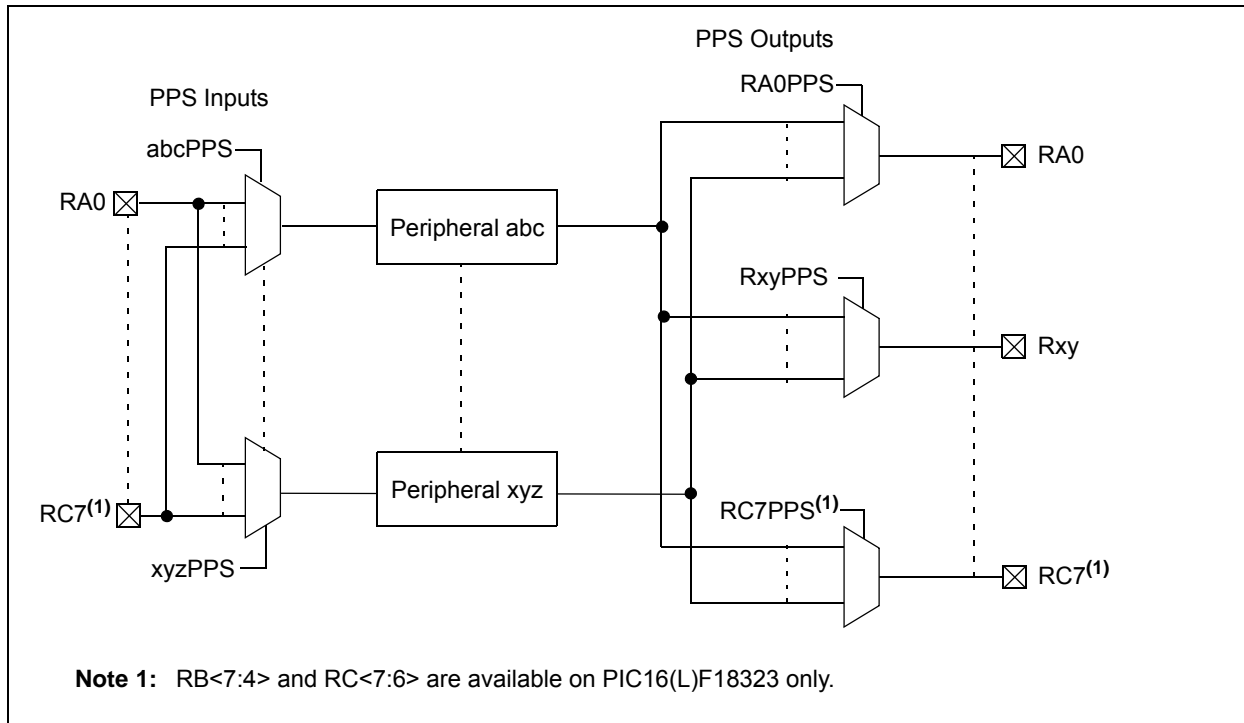 PPS Outputs
RA0PPS
PPS Inputs
abcPPS
RA0
Peripheral abc
RA0
RxyPPS
Rxy
RC7(1)
Peripheral xyz
RC7PPS(1)
xyzPPS
RC7(1)
Note 1: RB<7:4> and RC<7:6> are available on PIC16(L)F18323 only.